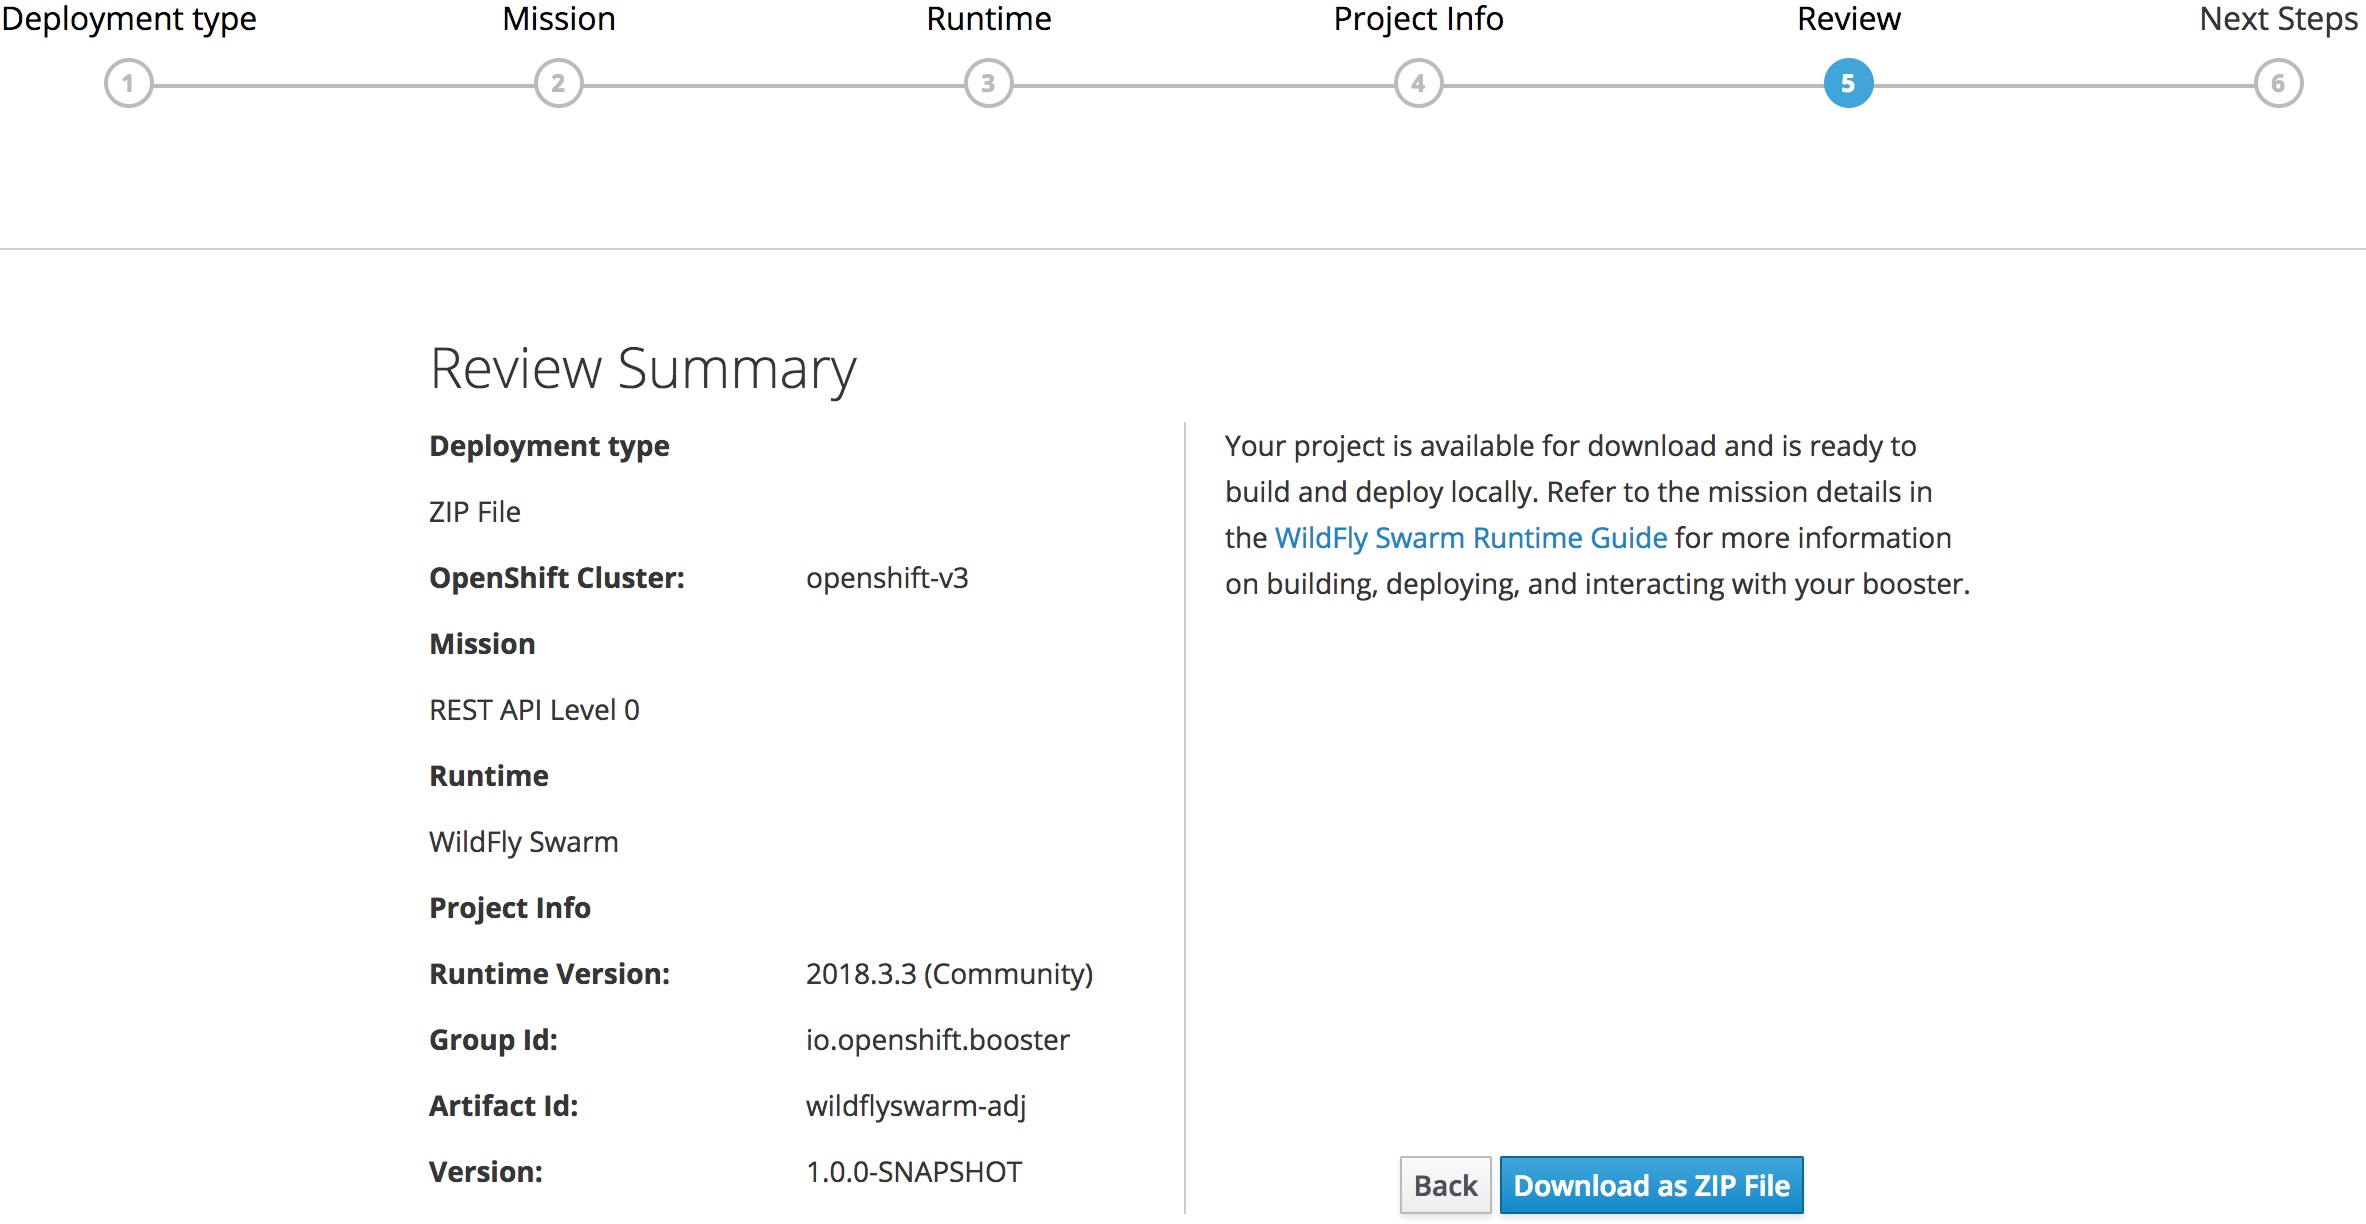 Deployment type Mission Runtime Project Info Review Next Steps
1 2 3 4 5 6
Review Summary
Deployment type
ZIP File
OpenShift Cluster: openshift-v3
Mission
REST API Level 0
Runtime
WildFly Swarm
Project Info
Runtime Version: 2018.3.3 (Community)
Group Id: io.openshift.booster
Artifact Id: wildflyswarm-adj
Version: 1.0.0-SNAPSHOT
Your project is available for download and is ready to
build and deploy locally. Refer to the mission details in
the WildFly Swarm Runtime Guide for more information
on building, deploying, and interacting with your booster.
Back Download as ZIP File